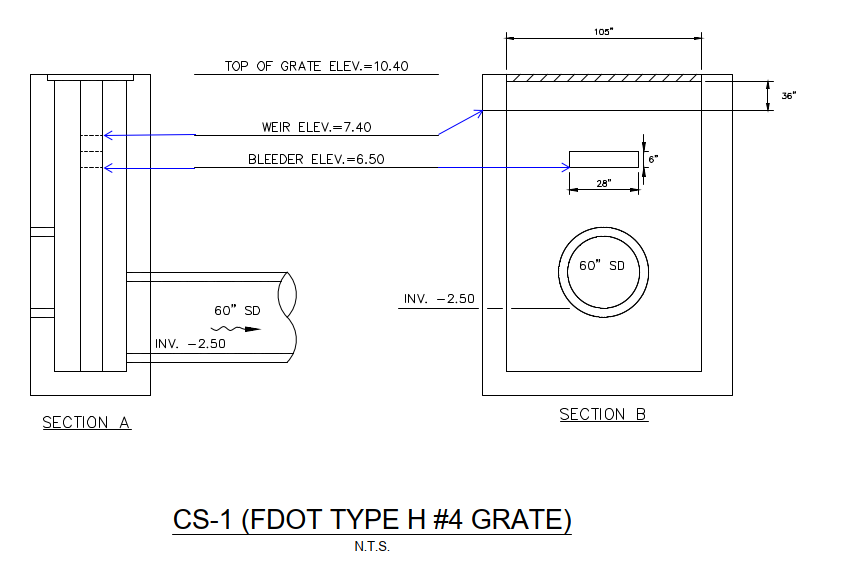 105"
TOP OF GRATE ELEV.=10.40
36"
WEIR ELEV.=7.40
BLEEDER ELEV.=6.50
6"
28"
60" SD
INV. -2.50
60" SD
INV. -2.50
SECTION A
SECTION B
CS-1 (FDOT TYPE H #4 GRATE)
N.T.S.